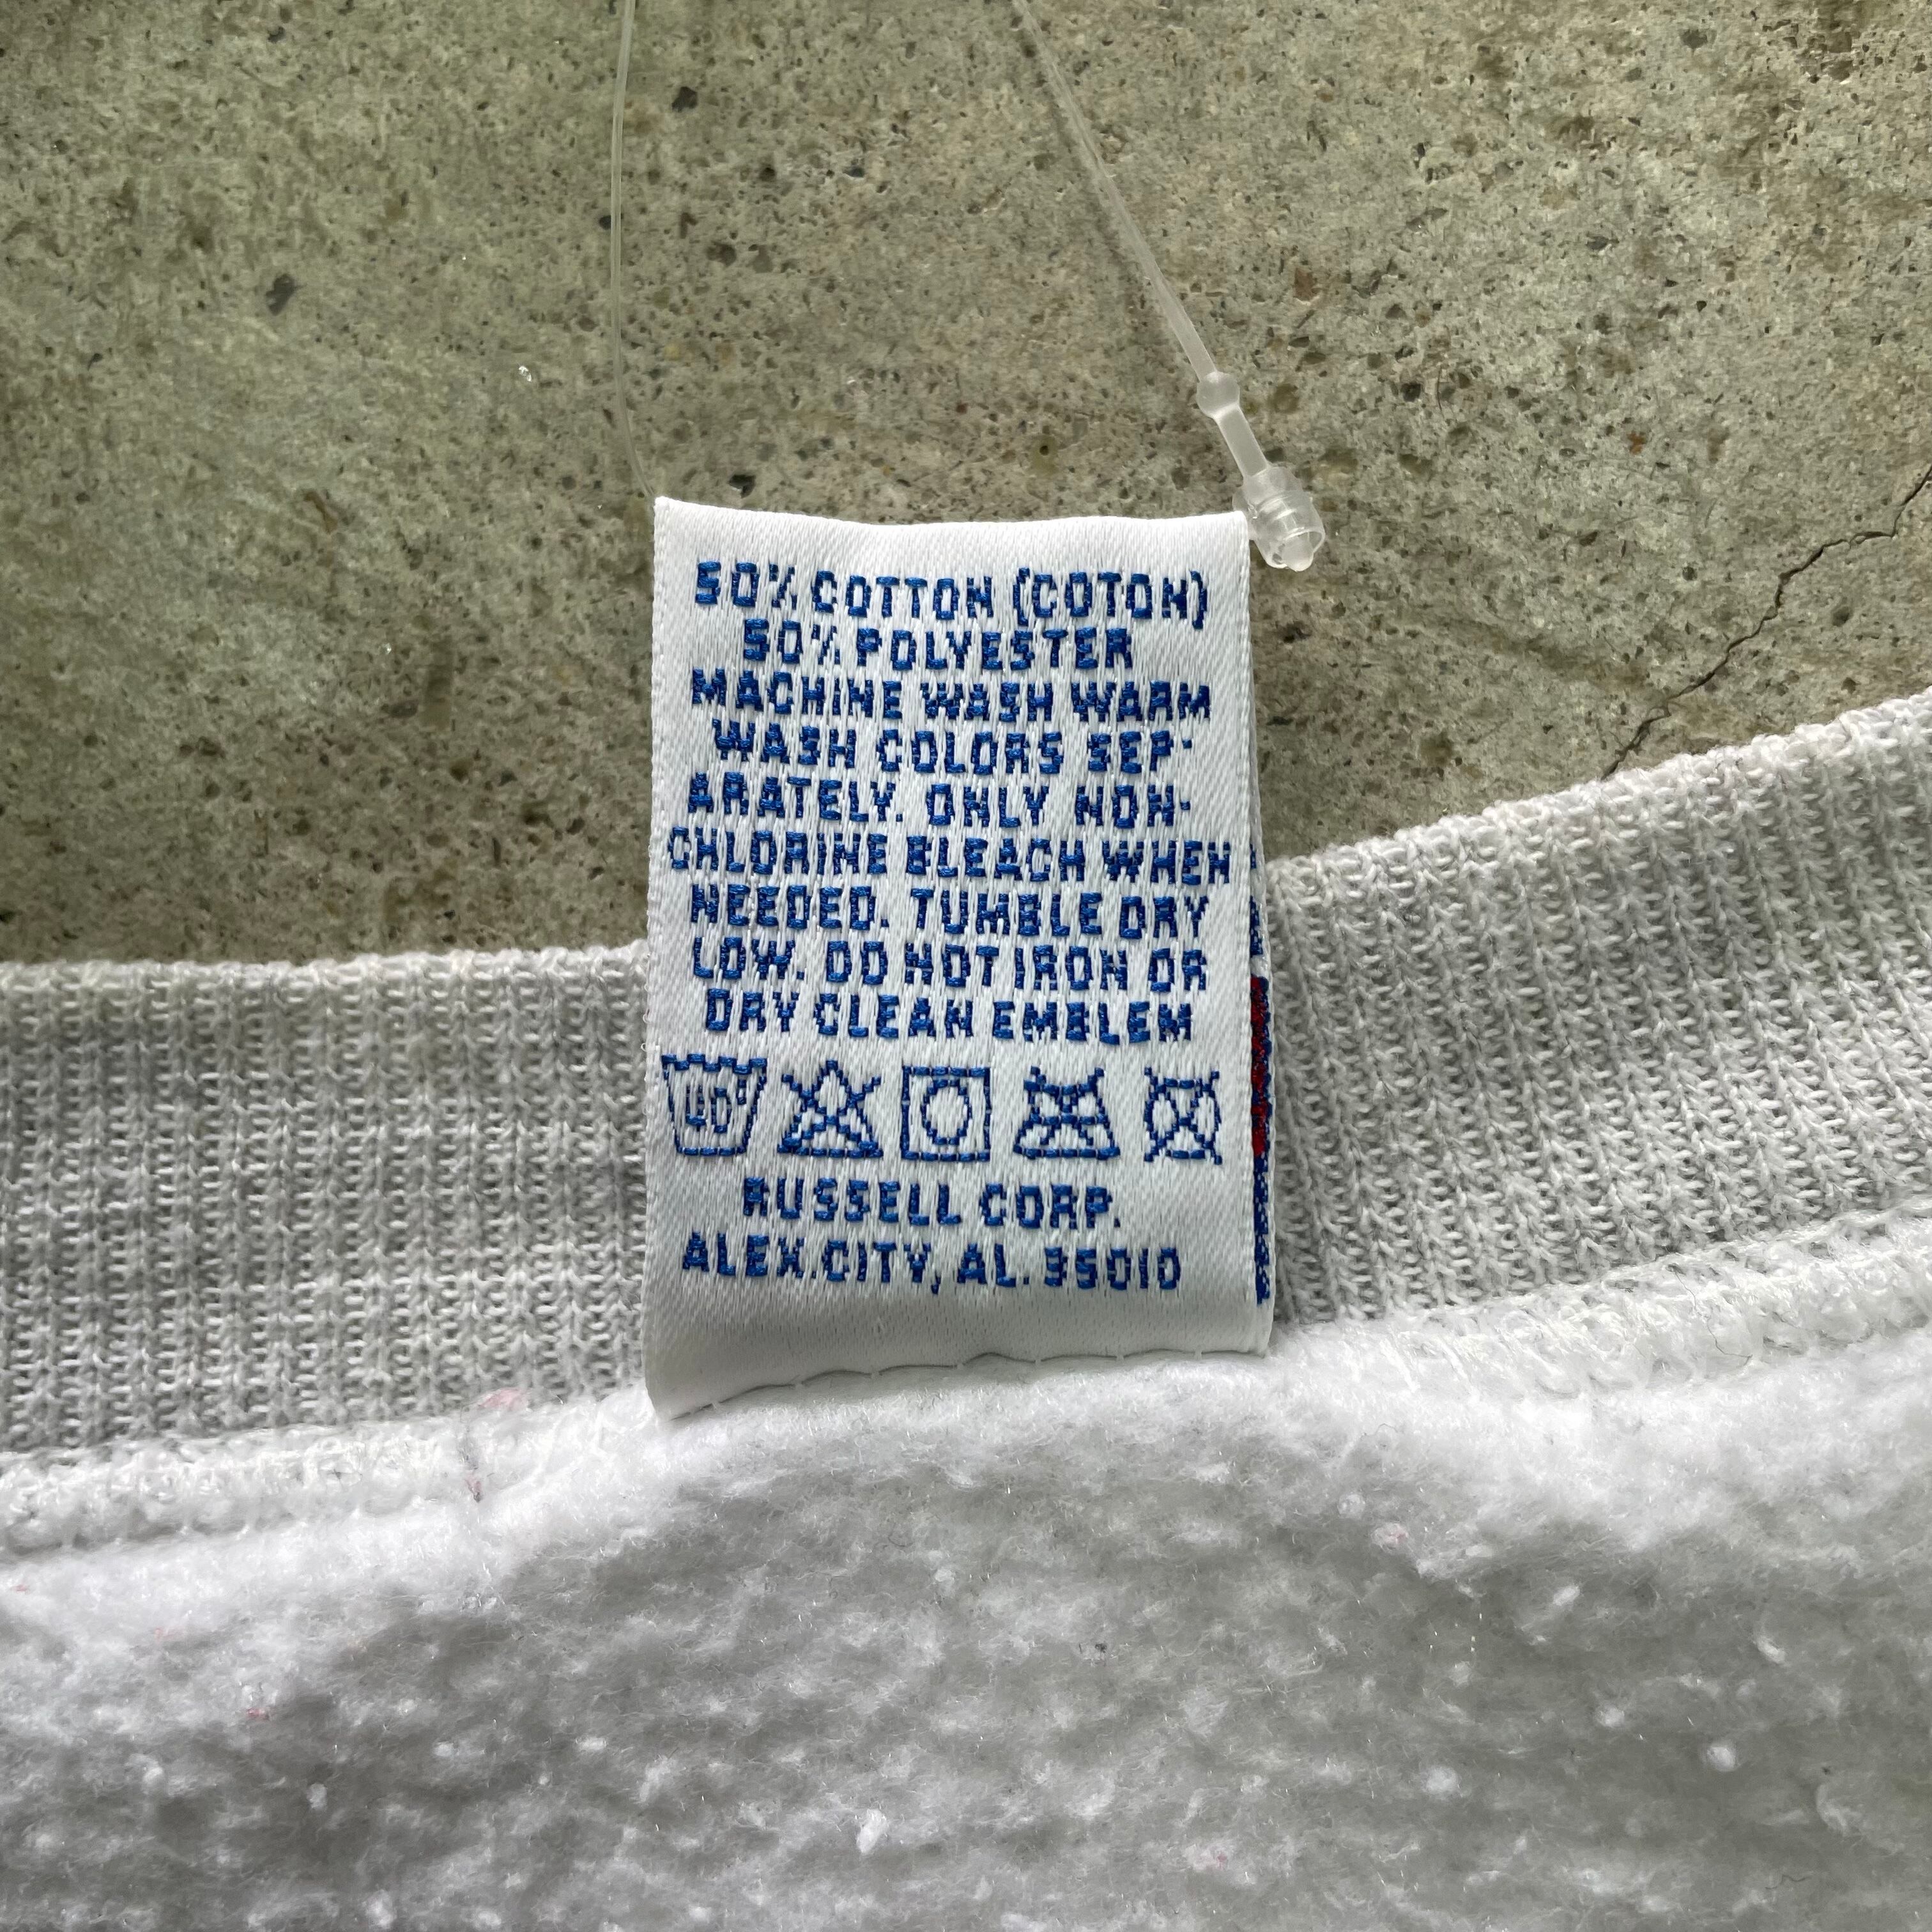 50% COTTON (COTON)
50% POLYESTER
MACHINE WASH WARM
WASH COLORS SEP-
ARATELY. ONLY NON-
CHLORINE BLEACH WHEN
NEEDED. TUMBLE DRY
LOW. DO NOT IRON OR
DRY CLEAN EMBLEM
40°
RUSSELL CORP.
ALEX.CITY, AL. 35010